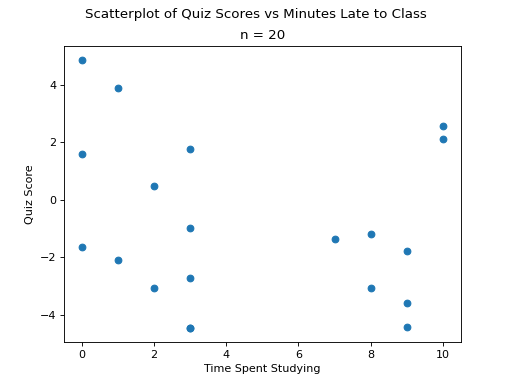 Scatterplot of Quiz Scores vs Minutes Late to Class
n = 20
4
2
0
−2
−4
Quiz Score
0 2 4 6 8 10
Time Spent Studying